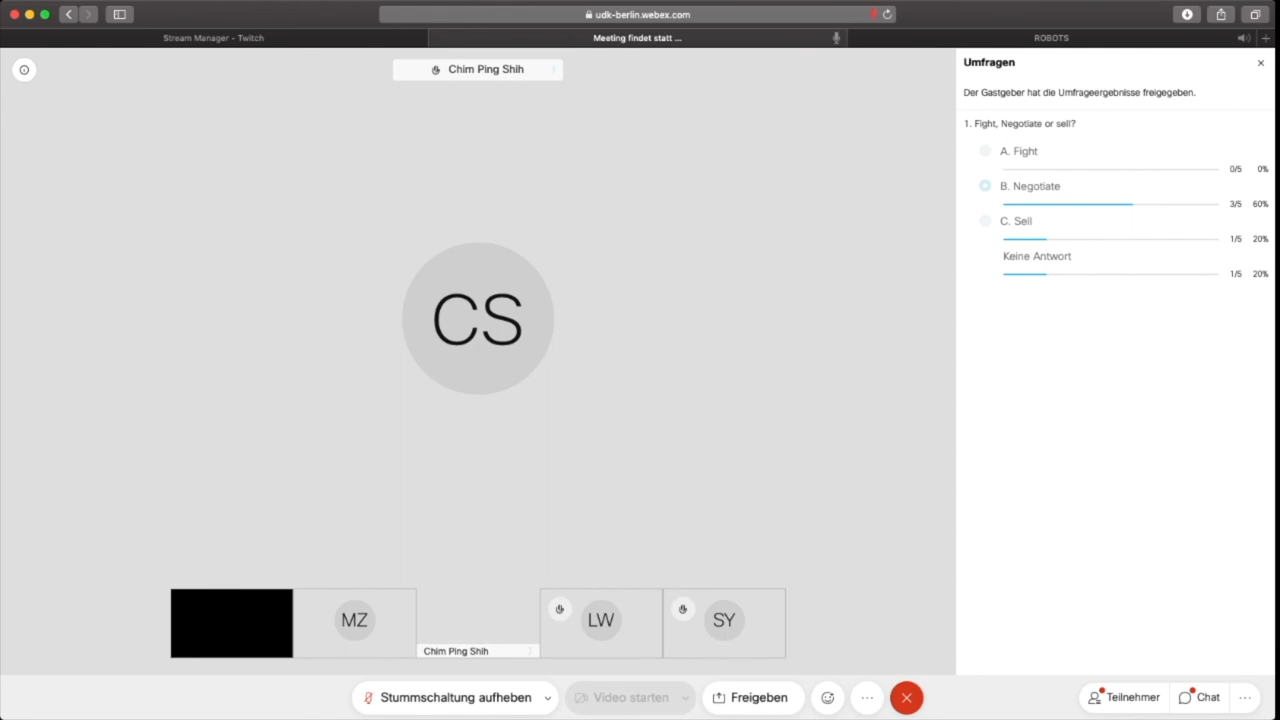 udk-berlin.webex.com
Stream Manager - Twitch
Meeting findet statt ...
ROBOTS
Chim Ping Shih
Umfragen
Der Gastgeber hat die Umfrageergebnisse freigegeben.
1. Fight, Negotiate or sell?
A. Fight
0/5 0%
B. Negotiate
3/5 60%
C. Sell
1/5 20%
Keine Antwort
1/5 20%
CS
MZ
Chim Ping Shih
LW
SY
Stummschaltung aufheben
Video starten
Freigeben
Teilnehmer
Chat